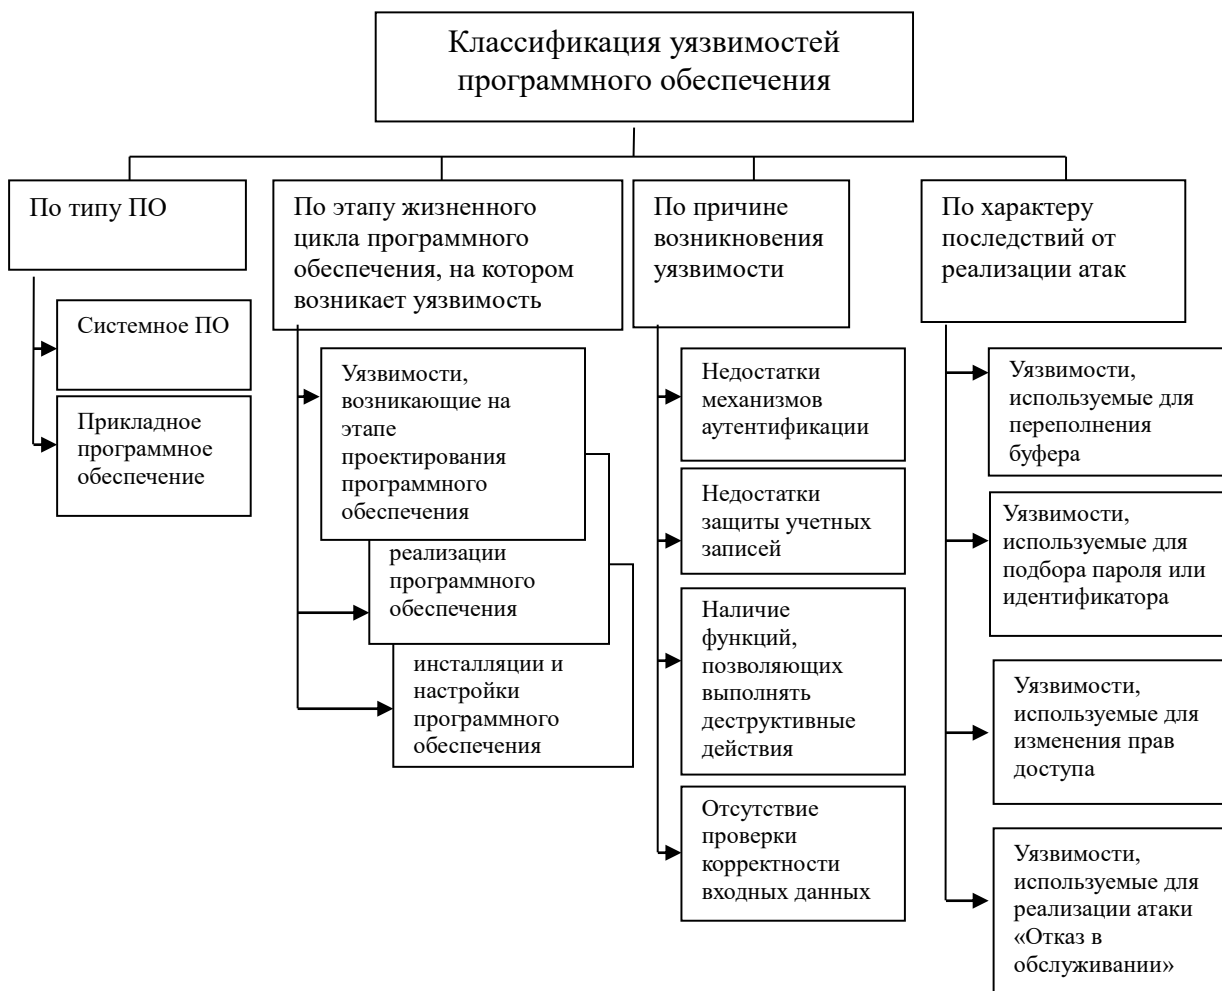 Классификация уязвимостей
программного обеспечения
По типу ПО
Системное ПО
Прикладное
программное
обеспечение
По этапу жизненного
цикла программного
обеспечения, на котором
возникает уязвимость
Уязвимости,
возникающие на
этапе
проектирования
программного
обеспечения
реализации
программного
обеспечения
инсталляции и
настройки
программного
обеспечения
По причине
возникновения
уязвимости
Недостатки
механизмов
аутентификации
Недостатки
защиты учетных
записей
Наличие
функций,
позволяющих
выполнять
деструктивные
действия
Отсутствие
проверки
корректности
входных данных
По характеру
последствий от
реализации атак
Уязвимости,
используемые для
переполнения
буфера
Уязвимости,
используемые для
подбора пароля или
идентификатора
Уязвимости,
используемые для
изменения прав
доступа
Уязвимости,
используемые для
реализации атаки
«Отказ в
обслуживании»